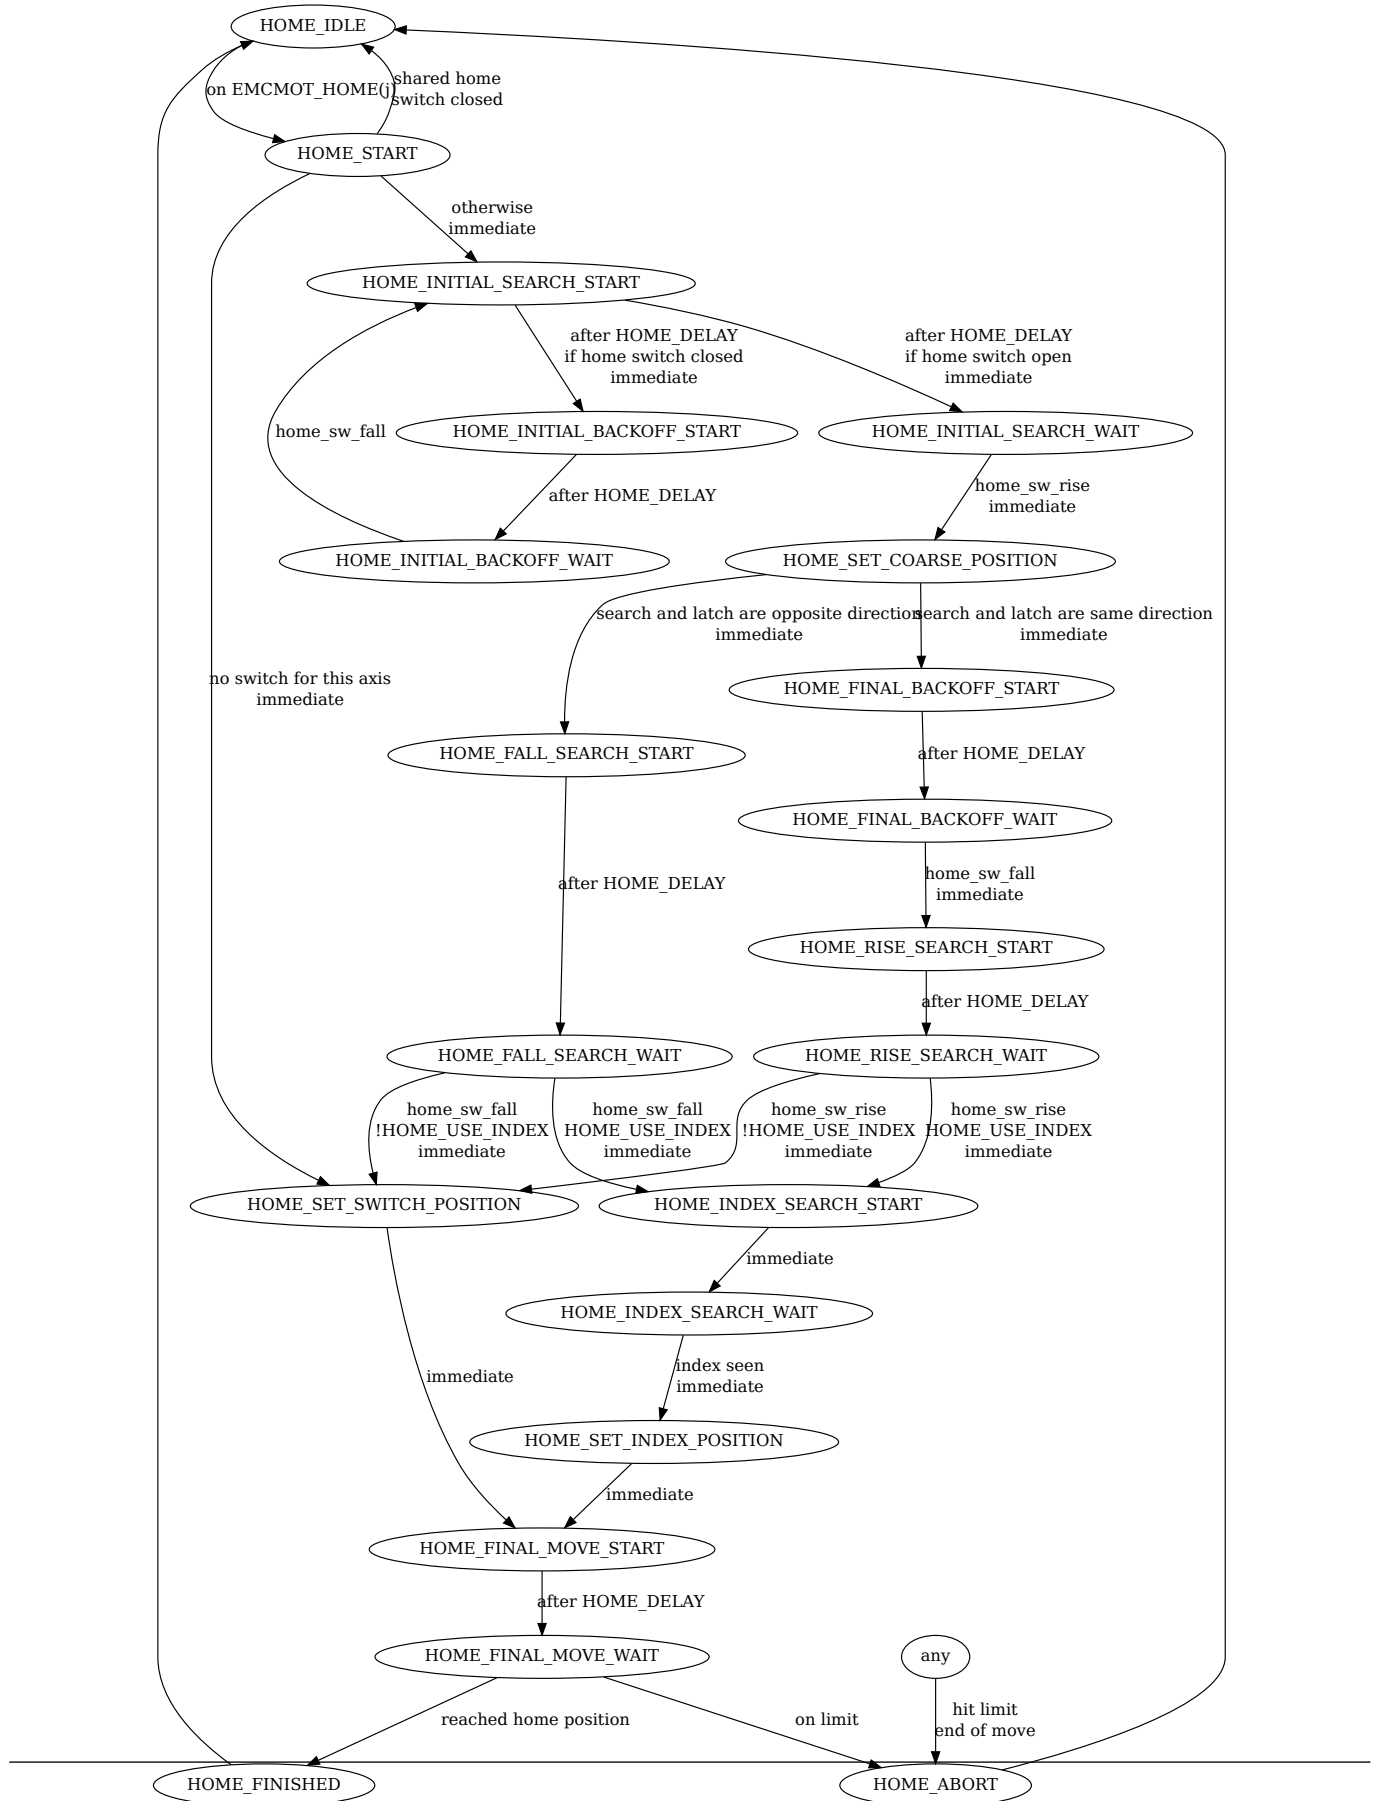 HOME_IDLE
on EMCMOT_HOME(j)
shared home
switch closed
HOME_START
otherwise
immediate
HOME_INITIAL_SEARCH_START
after HOME_DELAY
if home switch closed
immediate
after HOME_DELAY
if home switch open
immediate
home_sw_fall
HOME_INITIAL_BACKOFF_START
HOME_INITIAL_SEARCH_WAIT
after HOME_DELAY
home_sw_rise
immediate
HOME_INITIAL_BACKOFF_WAIT
HOME_SET_COARSE_POSITION
search and latch are opposite direction
immediate
search and latch are same direction
immediate
no switch for this axis
immediate
HOME_FINAL_BACKOFF_START
HOME_FALL_SEARCH_START
after HOME_DELAY
HOME_FINAL_BACKOFF_WAIT
after HOME_DELAY
home_sw_fall
immediate
HOME_RISE_SEARCH_START
after HOME_DELAY
HOME_FALL_SEARCH_WAIT
HOME_RISE_SEARCH_WAIT
home_sw_fall
!HOME_USE_INDEX
immediate
home_sw_fall
HOME_USE_INDEX
immediate
home_sw_rise
!HOME_USE_INDEX
immediate
home_sw_rise
HOME_USE_INDEX
immediate
HOME_SET_SWITCH_POSITION
HOME_INDEX_SEARCH_START
immediate
HOME_INDEX_SEARCH_WAIT
immediate
index seen
immediate
HOME_SET_INDEX_POSITION
immediate
HOME_FINAL_MOVE_START
after HOME_DELAY
HOME_FINAL_MOVE_WAIT
any
reached home position
on limit
hit limit
end of move
HOME_FINISHED
HOME_ABORT